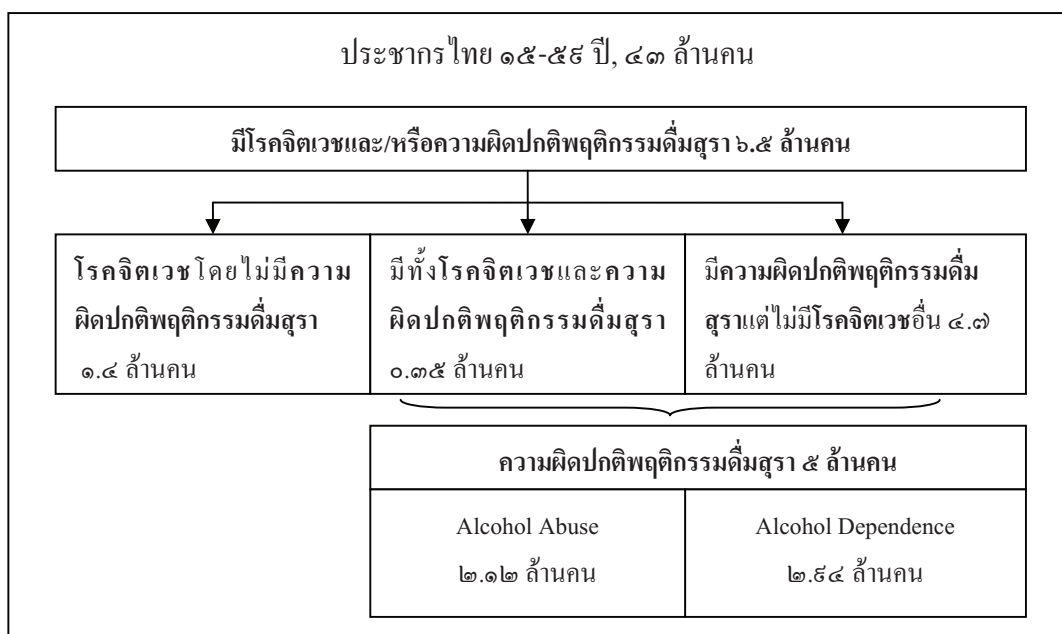 ประชากรไทย ๑๕-๕๙ ปี, ๔๓ ล้านคน
มีโรคจิตเวชและ/หรือความผิดปกติพฤติกรรมดื่มสุรา ๖.๕ ล้านคน
โรคจิตเวชโดยไม่มีความ
ผิดปกติพฤติกรรมดื่มสุรา
๑.๔ ล้านคน
มีทั้งโรคจิตเวชและความ
ผิดปกติพฤติกรรมดื่มสุรา
๐.๓๕ ล้านคน
มีความผิดปกติพฤติกรรมดื่ม
สุราแต่ไม่มีโรคจิตเวชอื่น ๔.๗
ล้านคน
ความผิดปกติพฤติกรรมดื่มสุรา ๕ ล้านคน
Alcohol Abuse
๒.๑๒ ล้านคน
Alcohol Dependence
๒.๙๔ ล้านคน